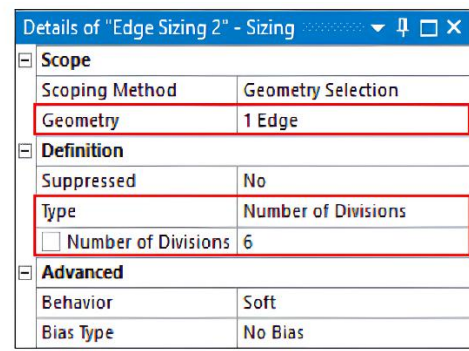 Details of "Edge Sizing 2" - Sizing
Scope
Scoping Method Geometry Selection
Geometry 1 Edge
Definition
Suppressed No
Type Number of Divisions
Number of Divisions 6
Advanced
Behavior Soft
Bias Type No Bias